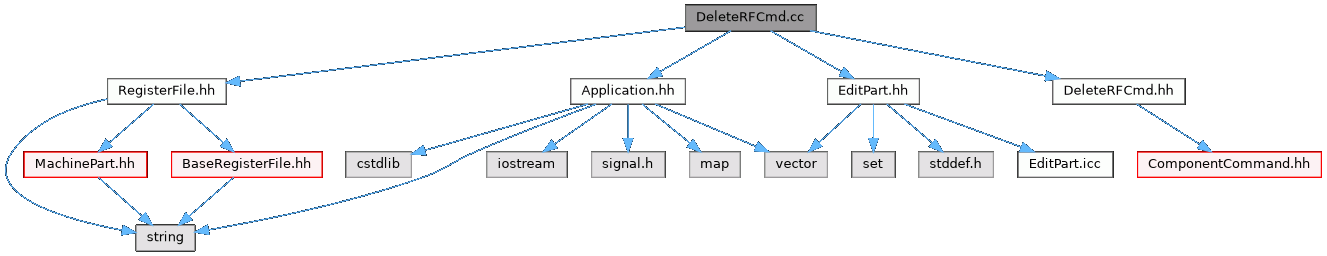 DeleteRFCmd.cc
RegisterFile.hh
Application.hh
EditPart.hh
DeleteRFCmd.hh
MachinePart.hh
BaseRegisterFile.hh
cstdlib
iostream
signal.h
map
vector
set
stddef.h
EditPart.icc
ComponentCommand.hh
string